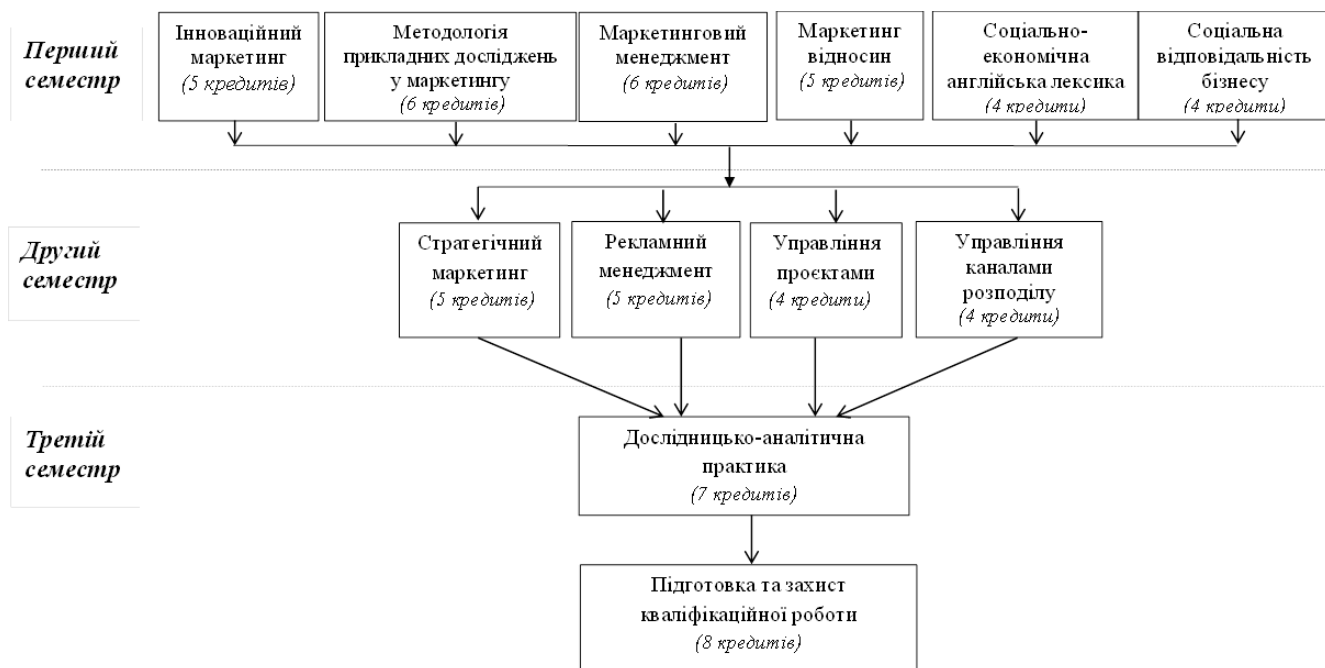 Перший
семестр
Інноваційний
маркетинг
(5 кредитів)
Методологія
прикладних досліджень
у маркетингу
(6 кредитів)
Маркетинговий
менеджмент
(6 кредитів)
Маркетинг
відносин
(5 кредитів)
Соціально-
економічна
англійська лексика
(4 кредити)
Соціальна
відповідальність
бізнесу
(4 кредити)
Другий
семестр
Стратегічний
маркетинг
(5 кредитів)
Рекламний
менеджмент
(5 кредитів)
Управління
проєктами
(4 кредити)
Управління
каналами
розподілу
(4 кредити)
Третій
семестр
Дослідницько-аналітична
практика
(7 кредитів)
Підготовка та захист
кваліфікаційної роботи
(8 кредитів)